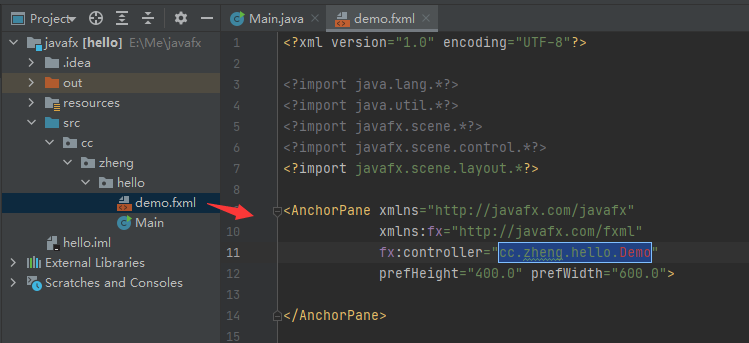 Project
Main.java
demo.fxml
javafx [hello] E:\Me\javafx
.idea
out
resources
src
cc
zheng
hello
demo.fxml
Main
hello.iml
External Libraries
Scratches and Consoles
1 <?xml version="1.0" encoding="UTF-8"?>
2
3 <?import java.lang.*?>
4 <?import java.util.*?>
5 <?import javafx.scene.*?>
6 <?import javafx.scene.control.*?>
7 <?import javafx.scene.layout.*?>
8
9 <AnchorPane xmlns="http://javafx.com/javafx"
10 xmlns:fx="http://javafx.com/fxml"
11 fx:controller="cc.zheng.hello.Demo"
12 prefHeight="400.0" prefWidth="600.0">
13
14 </AnchorPane>
15